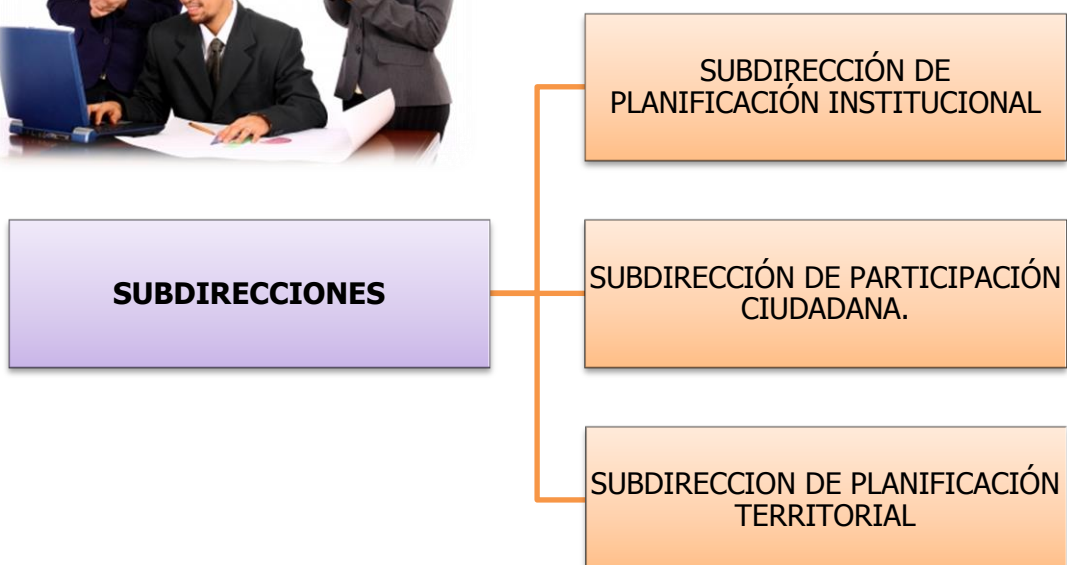 SUBDIRECCIÓN DE
PLANIFICACIÓN INSTITUCIONAL
SUBDIRECCIONES
SUBDIRECCIÓN DE PARTICIPACIÓN
CIUDADANA.
SUBDIRECCION DE PLANIFICACIÓN
TERRITORIAL